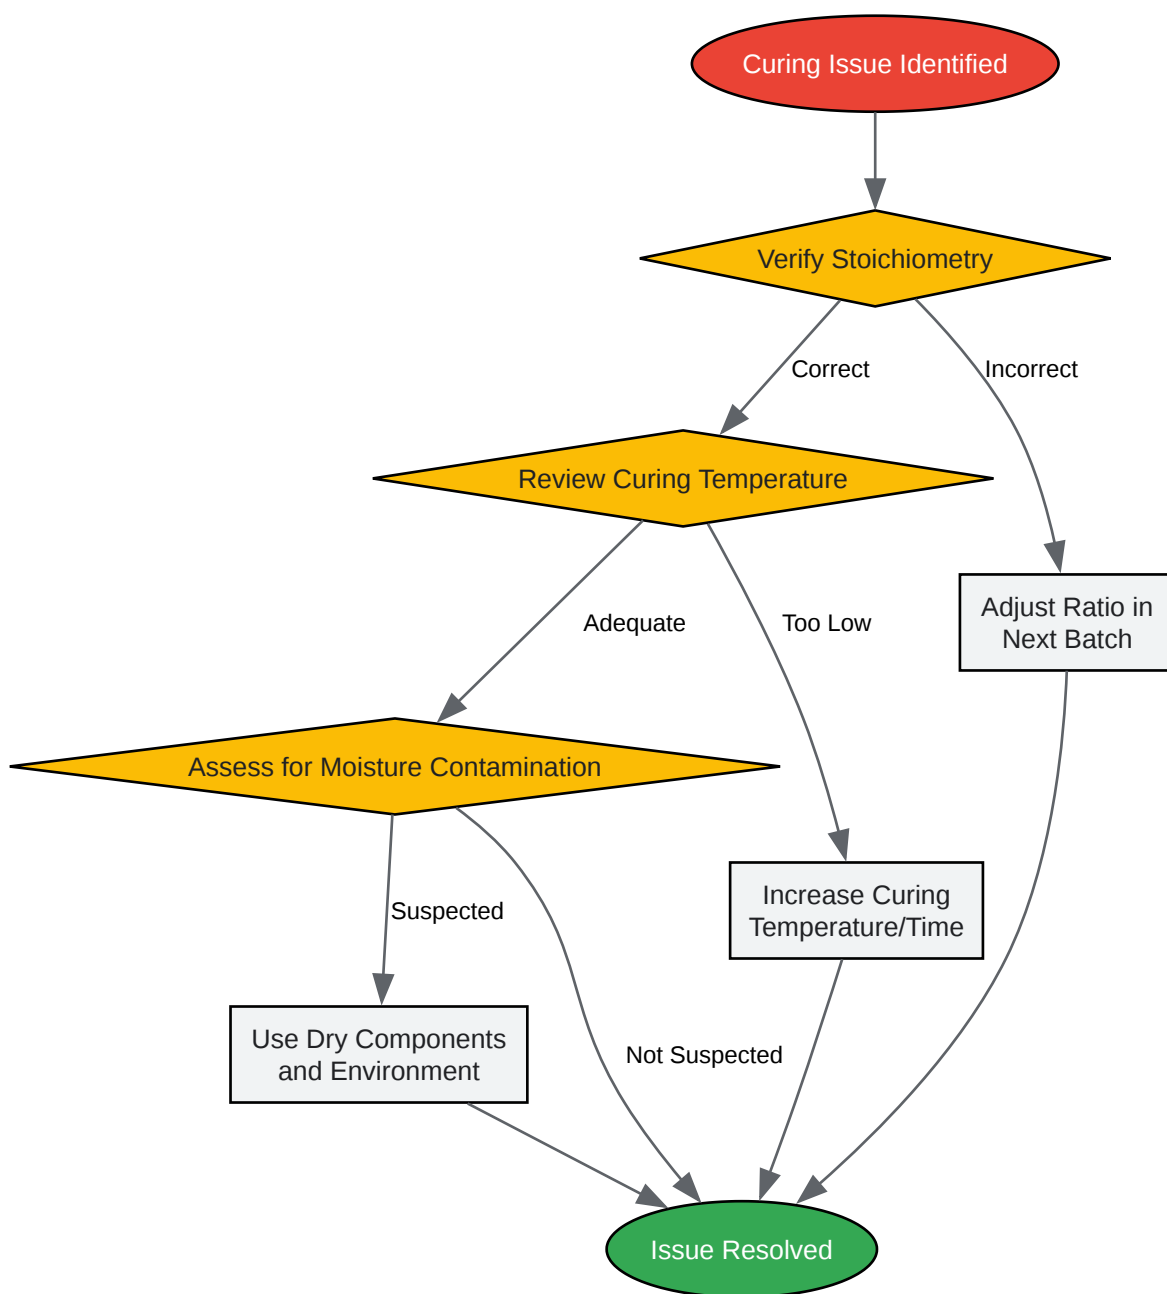 Curing Issue Identified
Verify Stoichiometry
Correct
Incorrect
Review Curing Temperature
Adjust Ratio in
Next Batch
Adequate
Too Low
Assess for Moisture Contamination
Increase Curing
Temperature/Time
Suspected
Use Dry Components
and Environment
Not Suspected
Issue Resolved